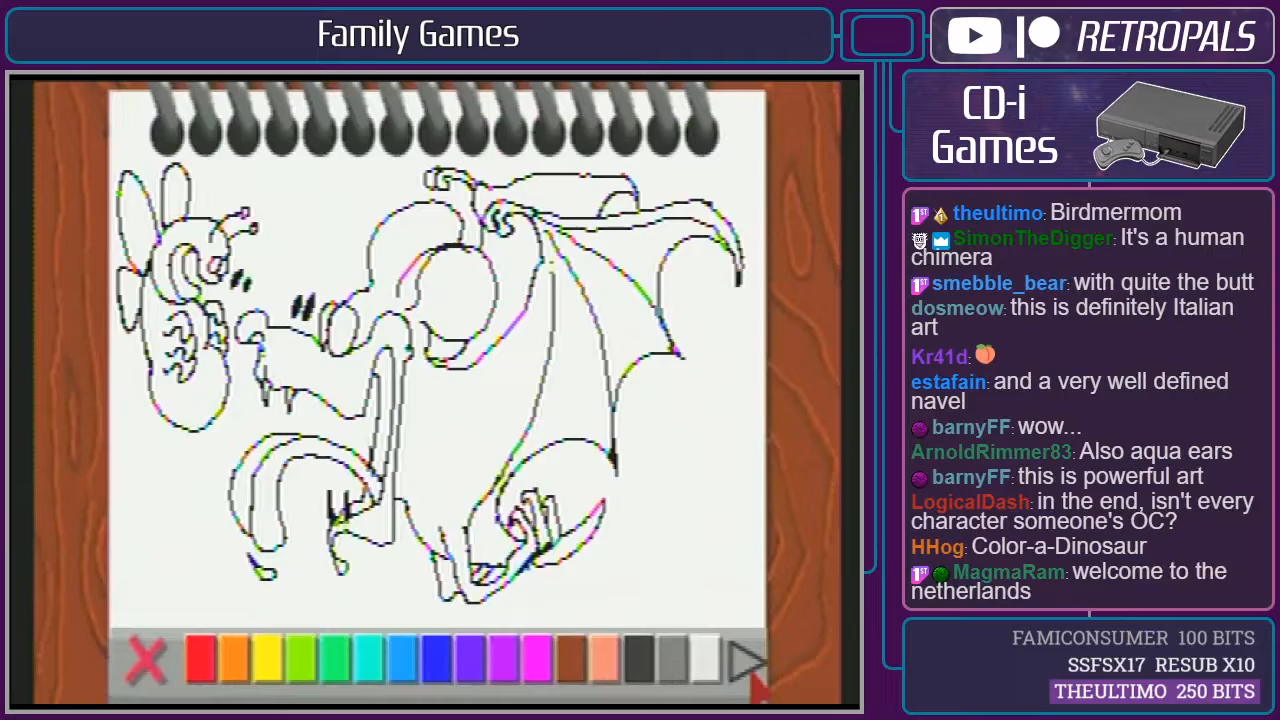 Family Games
RETROPALS
CD-i
Games
theultimo: Birdmermom
SimonTheDigger: It's a human
chimera
smebble_bear: with quite the butt
dosmeow: this is definitely Italian
art
Kr41d: 🍑
estafain: and a very well defined
navel
barnyFF: wow...
ArnoldRimmer83: Also aqua ears
barnyFF: this is powerful art
LogicalDash: in the end, isn't every
character someone's OC?
HHog: Color-a-Dinosaur
MagmaRam: welcome to the
netherlands
FAMICONSUMER 100 BITS
SSFSX17 RESUB X10
THEULTIMO 250 BITS